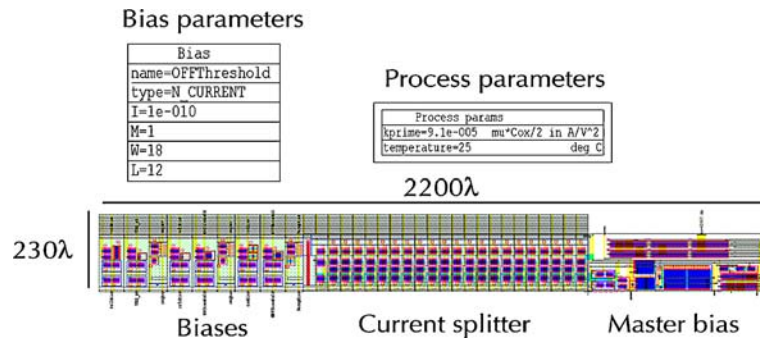 Bias parameters
Bias
name=OFFThreshold
type=N_CURRENT
I=1e-010
M=1
W=18
L=12
Process parameters
Process params
kprime=9.1e-005 mu*Cox/2 in A/V^2
temperature=25 deg C
2200λ
230λ
Biases
Current splitter
Master bias